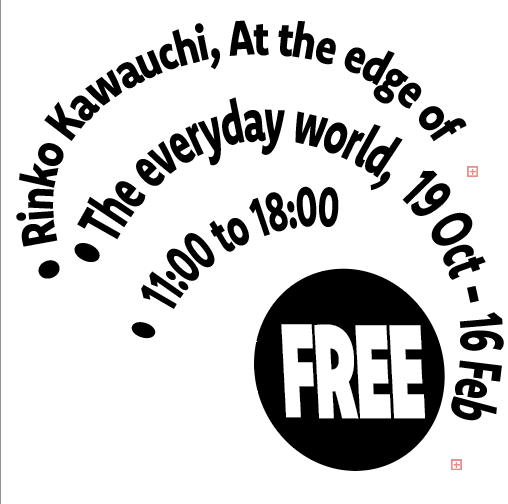 • Rinko Kawauchi, At the edge of
• The everyday world, 19 Oct – 16 Feb
• 11:00 to 18:00
FREE